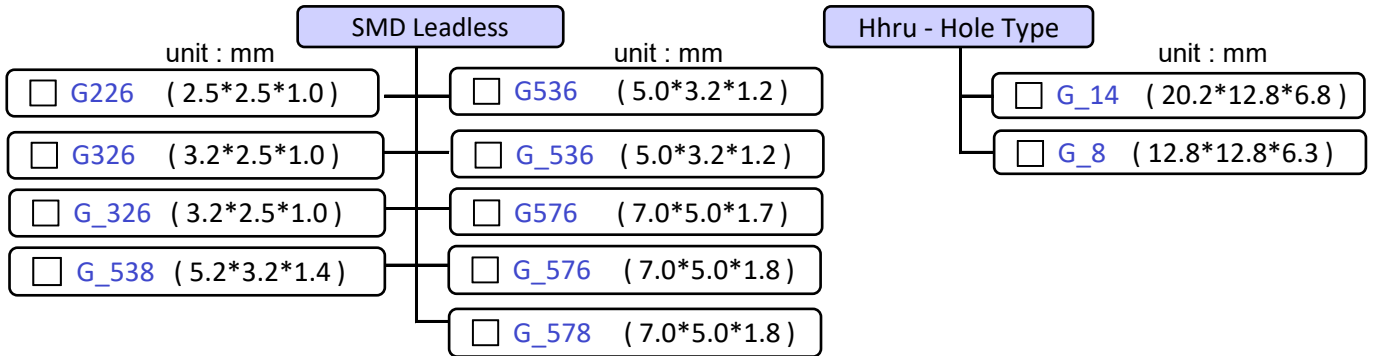 SMD Leadless
unit : mm
unit : mm
G226 ( 2.5*2.5*1.0 )
G536 ( 5.0*3.2*1.2 )
G326 ( 3.2*2.5*1.0 )
G_536 ( 5.0*3.2*1.2 )
G_326 ( 3.2*2.5*1.0 )
G576 ( 7.0*5.0*1.7 )
G_538 ( 5.2*3.2*1.4 )
G_576 ( 7.0*5.0*1.8 )
G_578 ( 7.0*5.0*1.8 )
Hhru - Hole Type
unit : mm
G_14 ( 20.2*12.8*6.8 )
G_8 ( 12.8*12.8*6.3 )